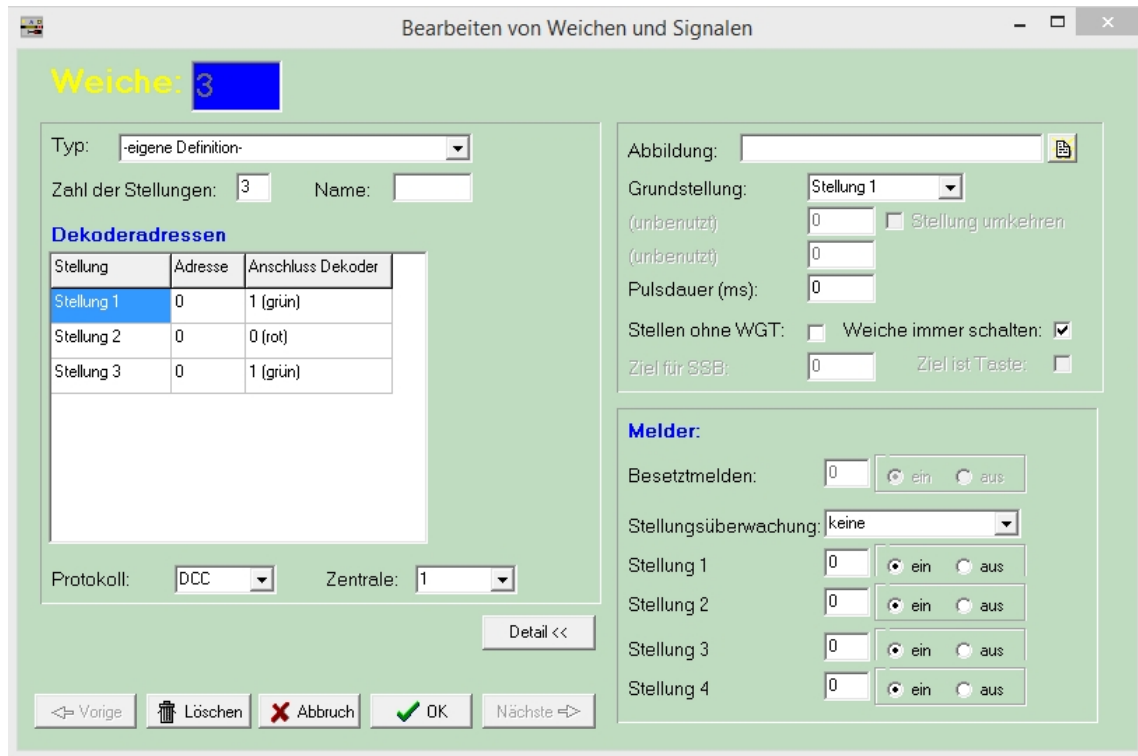 Bearbeiten von Weichen und Signalen
Weiche: 3
Typ: -eigene Definition-
Zahl der Stellungen: 3 Name:
Dekoderadressen
Stellung Adresse Anschluss Dekoder
Stellung 1 0 1 (grün)
Stellung 2 0 0 (rot)
Stellung 3 0 1 (grün)
Protokoll: DCC Zentrale: 1
Detail <<
Vorige Löschen Abbruch OK Nächste
Abbildung:
Grundstellung: Stellung 1
(unbenutzt) 0 Stellung umkehren
(unbenutzt) 0
Pulsdauer (ms): 0
Stellen ohne WGT: Weiche immer schalten:
Ziel für SSB: 0 Ziel ist Taste:
Melder:
Besetztmelden: 0 ein aus
Stellungsüberwachung: keine
Stellung 1 0 ein aus
Stellung 2 0 ein aus
Stellung 3 0 ein aus
Stellung 4 0 ein aus